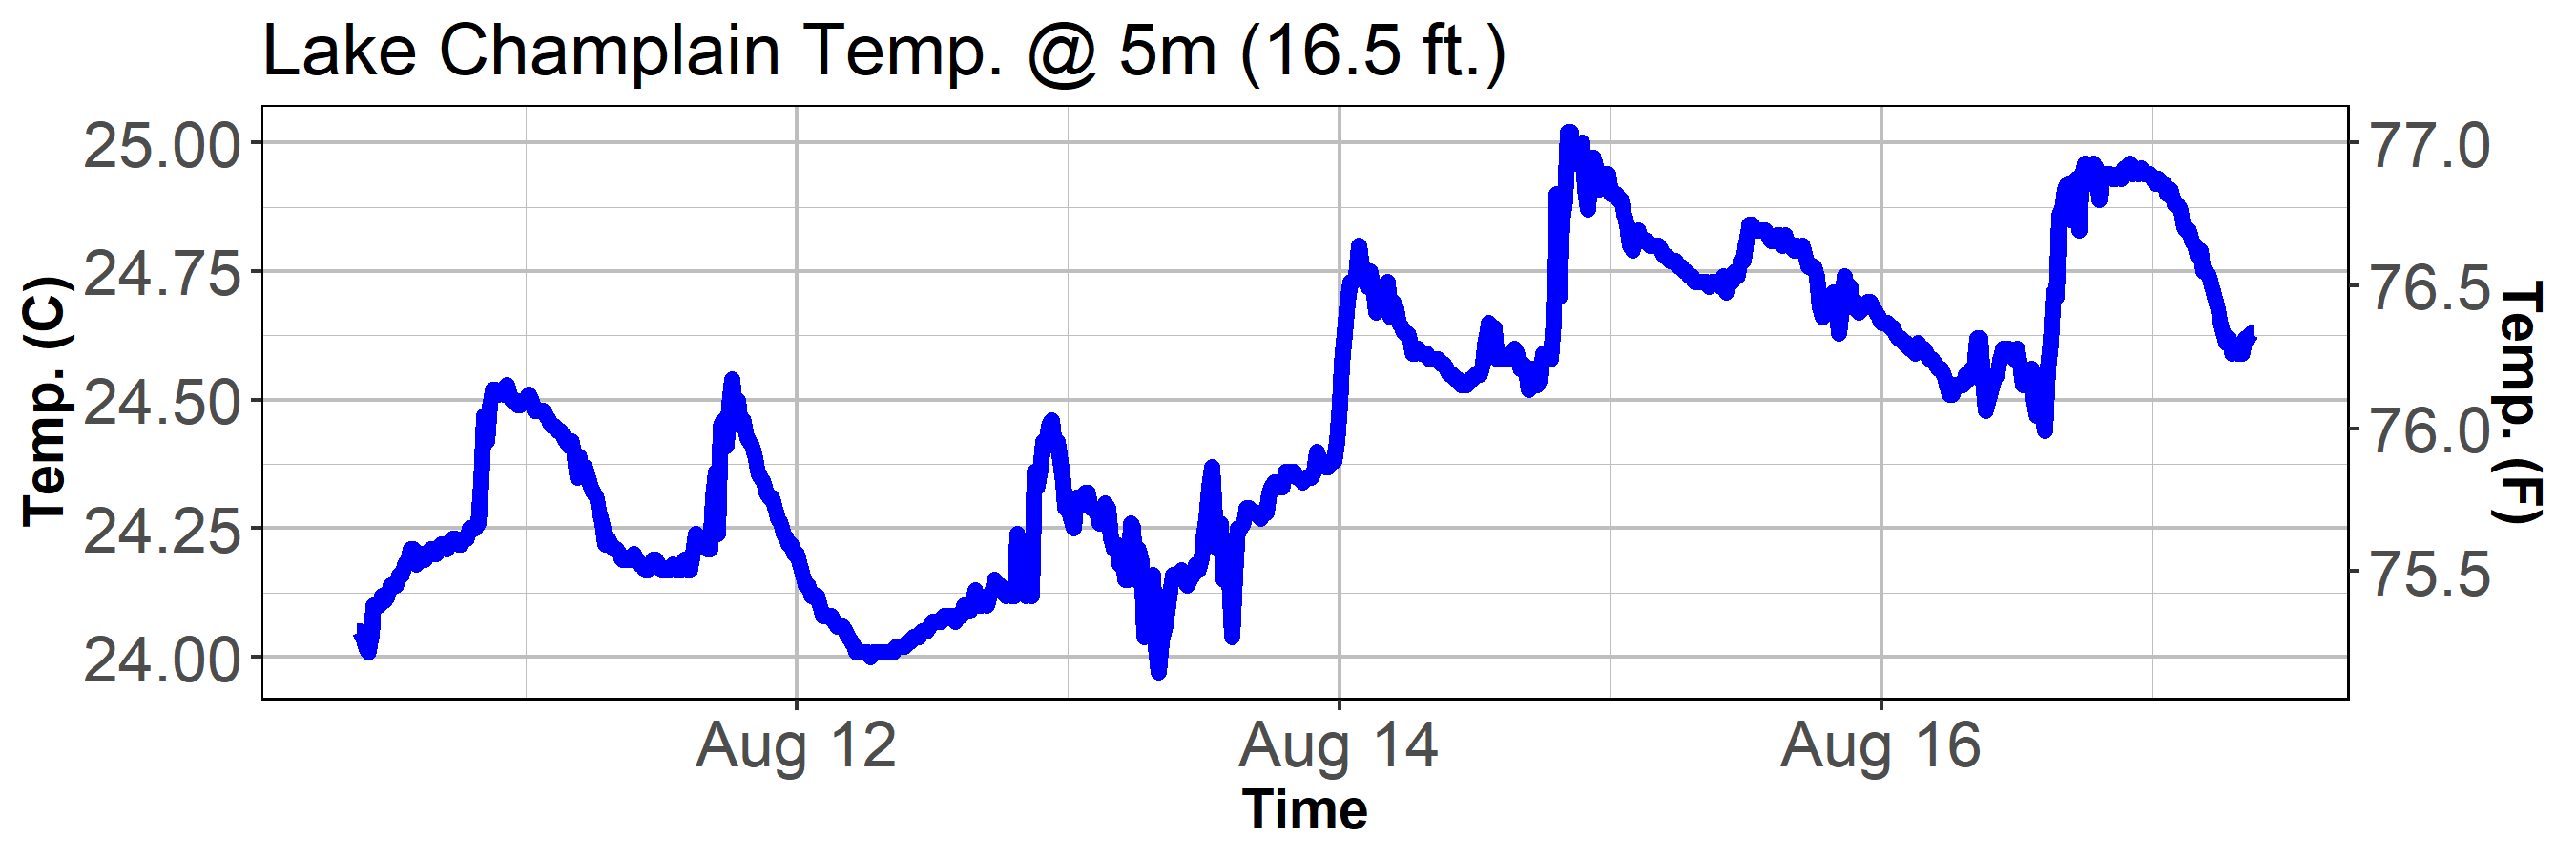 Lake Champlain Temp. @ 5m (16.5 ft.)
25.00
24.75
24.50
24.25
24.00
Temp. (C)
77.0
76.5
76.0
75.5
Temp. (F)
Aug 12
Aug 14
Aug 16
Time